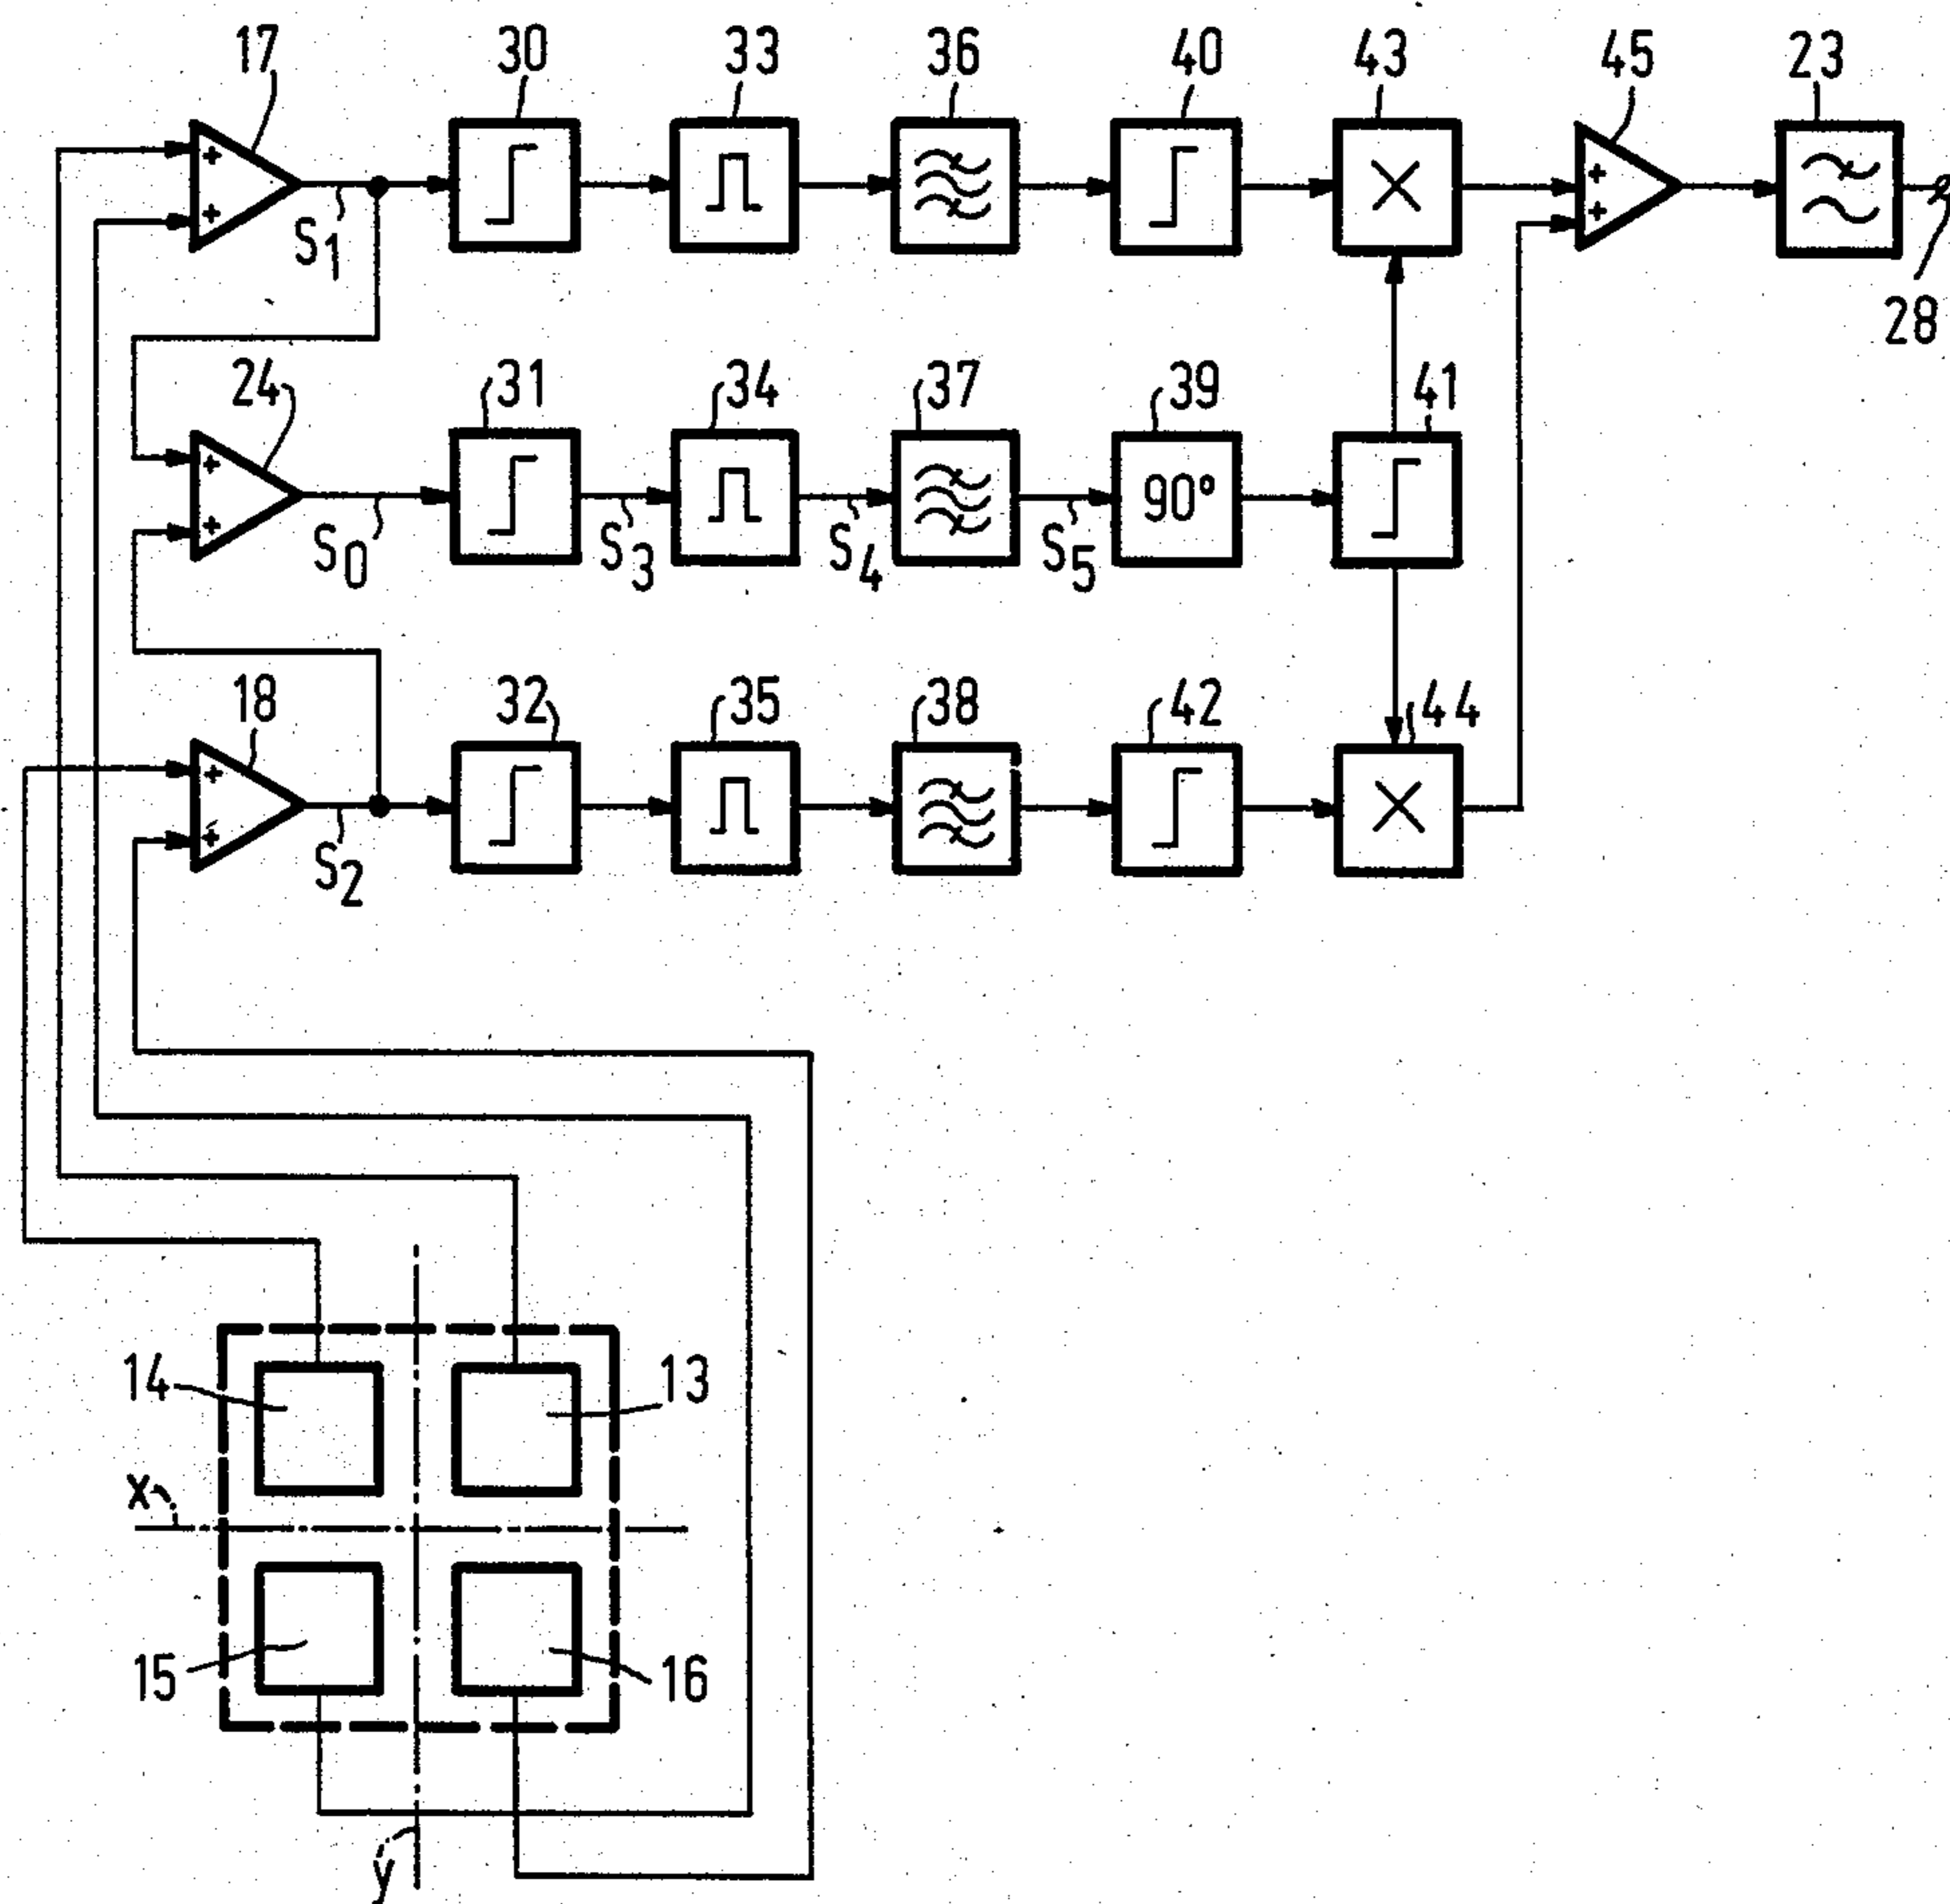 17 30 33 36 40 43 45 23
+ + S1 × + + 28
24 31 34 37 39 41
+ + S0 S3 S4 S5 90°
18 32 35 38 42 44
+ + S2 ×
14 13
x
15 16
y